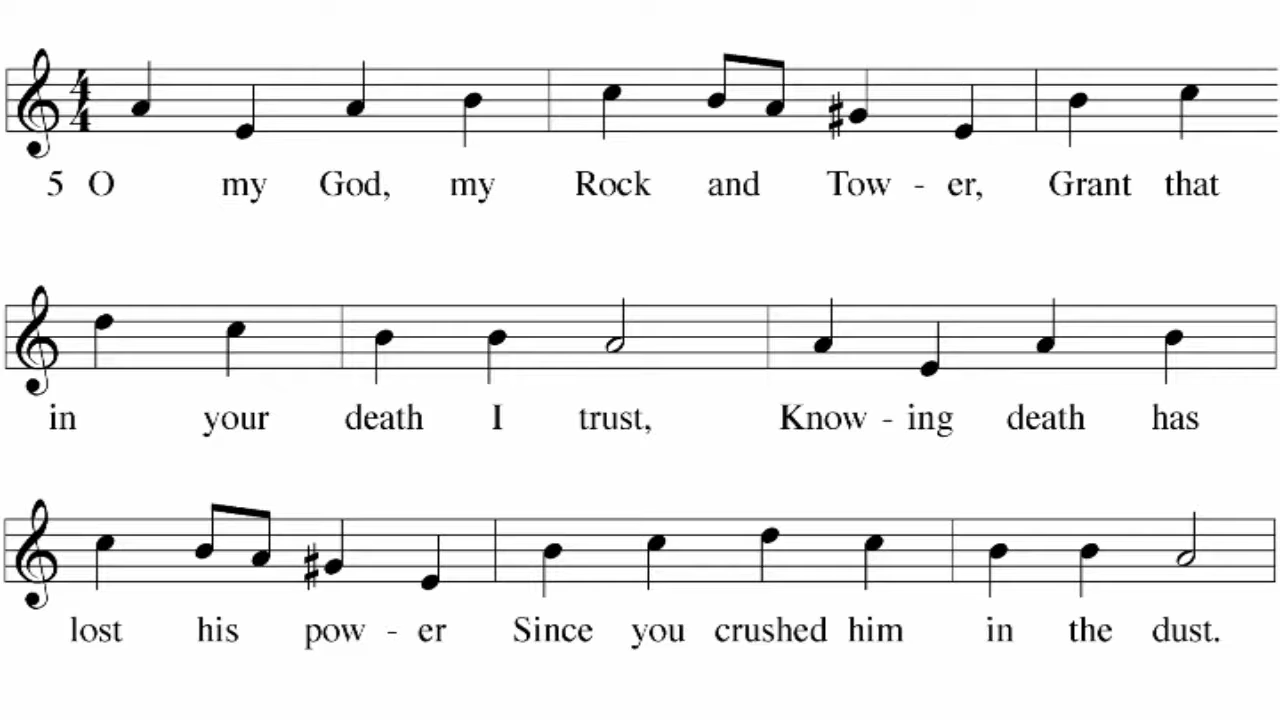 5 O my God, my Rock and Tow - er, Grant that
in your death I trust, Know - ing death has
lost his pow - er Since you crushed him in the dust.